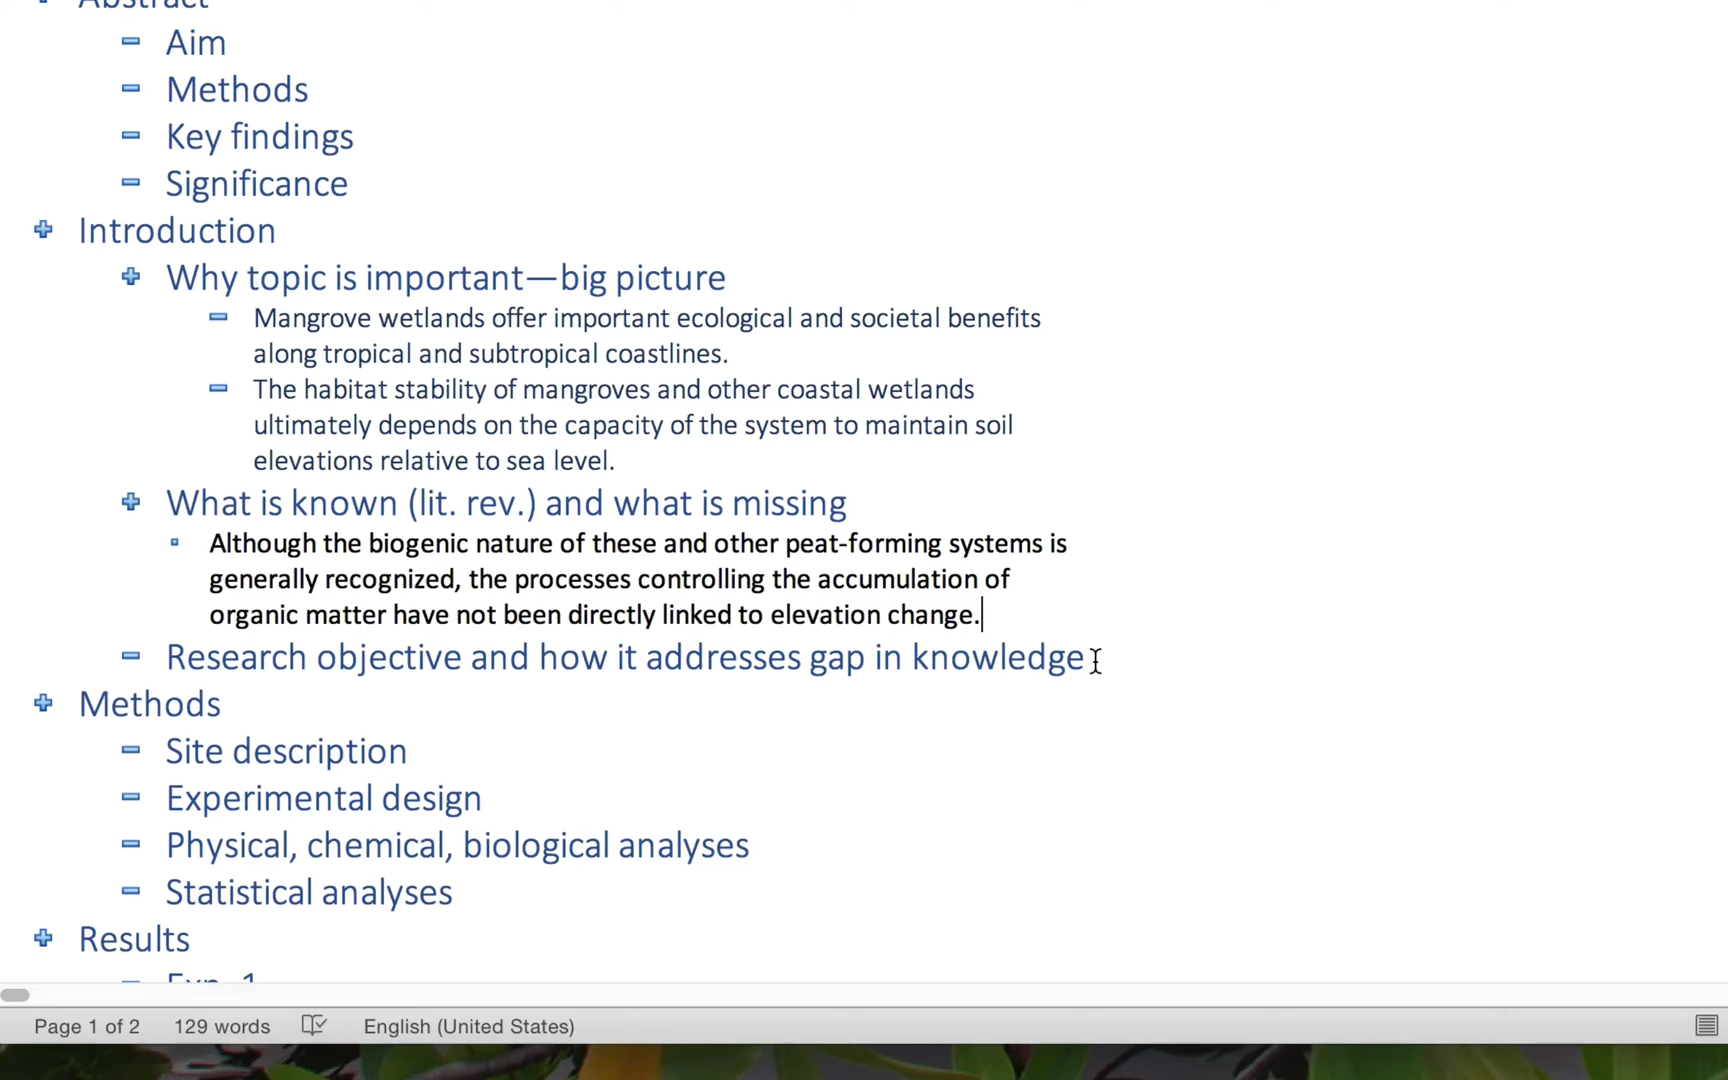 Abstract
Aim
Methods
Key findings
Significance
Introduction
Why topic is important—big picture
Mangrove wetlands offer important ecological and societal benefits
along tropical and subtropical coastlines.
The habitat stability of mangroves and other coastal wetlands
ultimately depends on the capacity of the system to maintain soil
elevations relative to sea level.
What is known (lit. rev.) and what is missing
Although the biogenic nature of these and other peat-forming systems is
generally recognized, the processes controlling the accumulation of
organic matter have not been directly linked to elevation change.
Research objective and how it addresses gap in knowledge
Methods
Site description
Experimental design
Physical, chemical, biological analyses
Statistical analyses
Results
Exp. 1
Page 1 of 2 129 words English (United States)